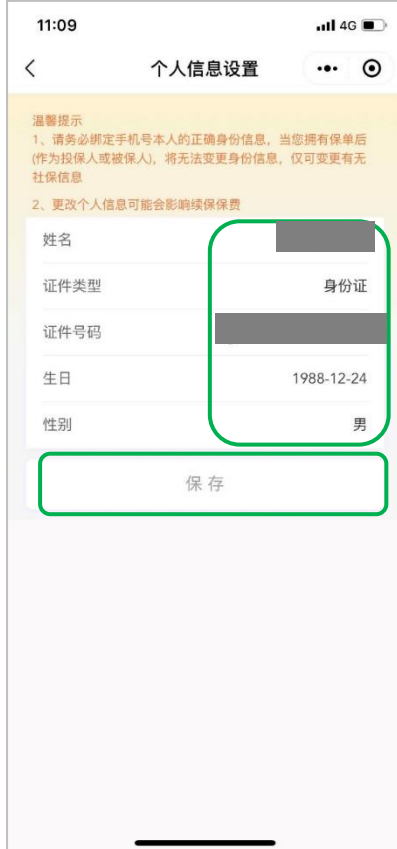 11:09
4G
个人信息设置
温馨提示
1、请务必绑定手机号本人的正确身份信息，当您拥有保单后
(作为投保人或被保人)，将无法变更身份信息，仅可变更有无
社保信息
2、更改个人信息可能会影响续保保费
姓名
证件类型 身份证
证件号码
生日 1988-12-24
性别 男
保存